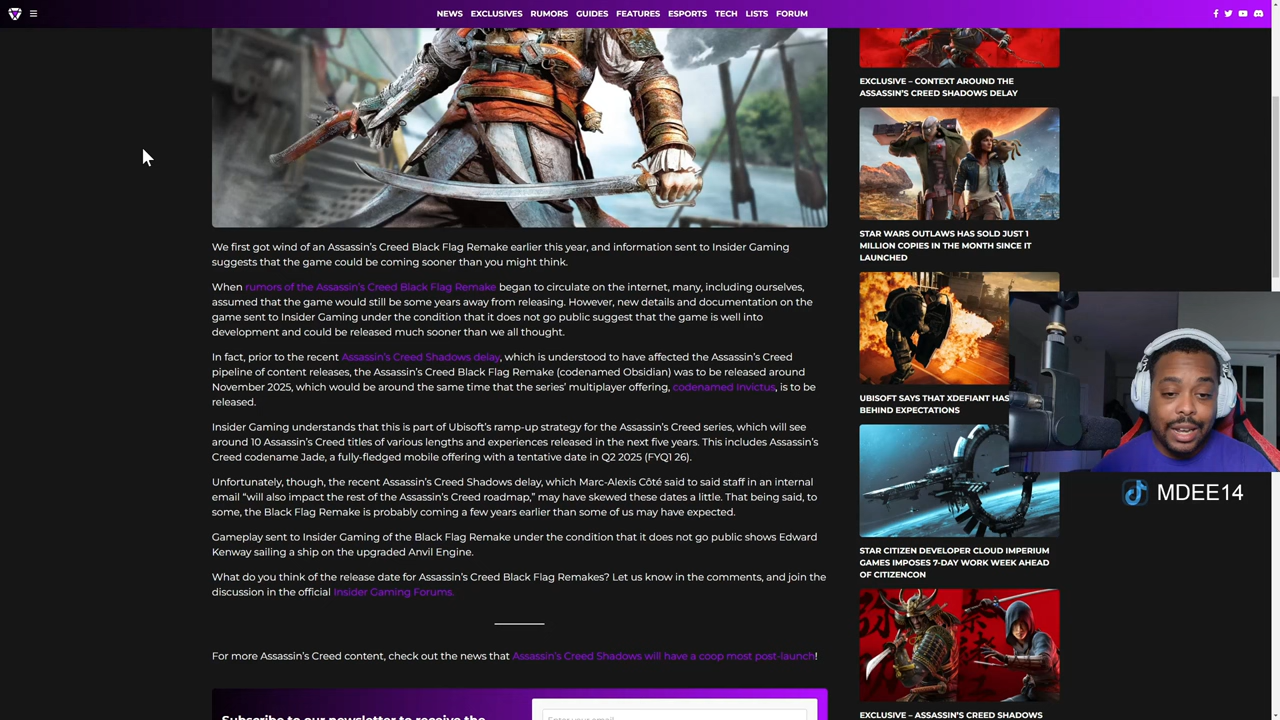 NEWS EXCLUSIVES RUMORS GUIDES FEATURES ESPORTS TECH LISTS FORUM
We first got wind of an Assassin's Creed Black Flag Remake earlier this year, and information sent to Insider Gaming
suggests that the game could be coming sooner than you might think.
When rumors of the Assassin's Creed Black Flag Remake began to circulate on the internet, many, including ourselves,
assumed that the game would still be some years away from releasing. However, new details and documentation on the
game sent to Insider Gaming under the condition that it does not go public suggest that the game is well into
development and could be released much sooner than we all thought.
In fact, prior to the recent Assassin's Creed Shadows delay, which is understood to have affected the Assassin's Creed
pipeline of content releases, the Assassin's Creed Black Flag Remake (codenamed Obsidian) was to be released around
November 2025, which would be around the same time that the series' multiplayer offering, codenamed Invictus, is to be
released.
Insider Gaming understands that this is part of Ubisoft's ramp-up strategy for the Assassin's Creed series, which will see
around 10 Assassin's Creed titles of various lengths and experiences released in the next five years. This includes Assassin's
Creed codename Jade, a fully-fledged mobile offering with a tentative date in Q2 2025 (FYQ1 26).
Unfortunately, though, the recent Assassin's Creed Shadows delay, which Marc-Alexis Côté said to said staff in an internal
email "will also impact the rest of the Assassin's Creed roadmap," may have skewed these dates a little. That being said, to
some, the Black Flag Remake is probably coming a few years earlier than some of us may have expected.
Gameplay sent to Insider Gaming of the Black Flag Remake under the condition that it does not go public shows Edward
Kenway sailing a ship on the upgraded Anvil Engine.
What do you think of the release date for Assassin's Creed Black Flag Remakes? Let us know in the comments, and join the
discussion in the official Insider Gaming Forums.
For more Assassin's Creed content, check out the news that Assassin's Creed Shadows will have a coop most post-launch!
Subscribe to our newsletter to receive the
Enter your email
EXCLUSIVE – CONTEXT AROUND THE
ASSASSIN'S CREED SHADOWS DELAY
STAR WARS OUTLAWS HAS SOLD JUST 1
MILLION COPIES IN THE MONTH SINCE IT
LAUNCHED
UBISOFT SAYS THAT XDEFIANT HAS
BEHIND EXPECTATIONS
MDEE14
STAR CITIZEN DEVELOPER CLOUD IMPERIUM
GAMES IMPOSES 7-DAY WORK WEEK AHEAD
OF CITIZENCON
EXCLUSIVE – ASSASSIN'S CREED SHADOWS